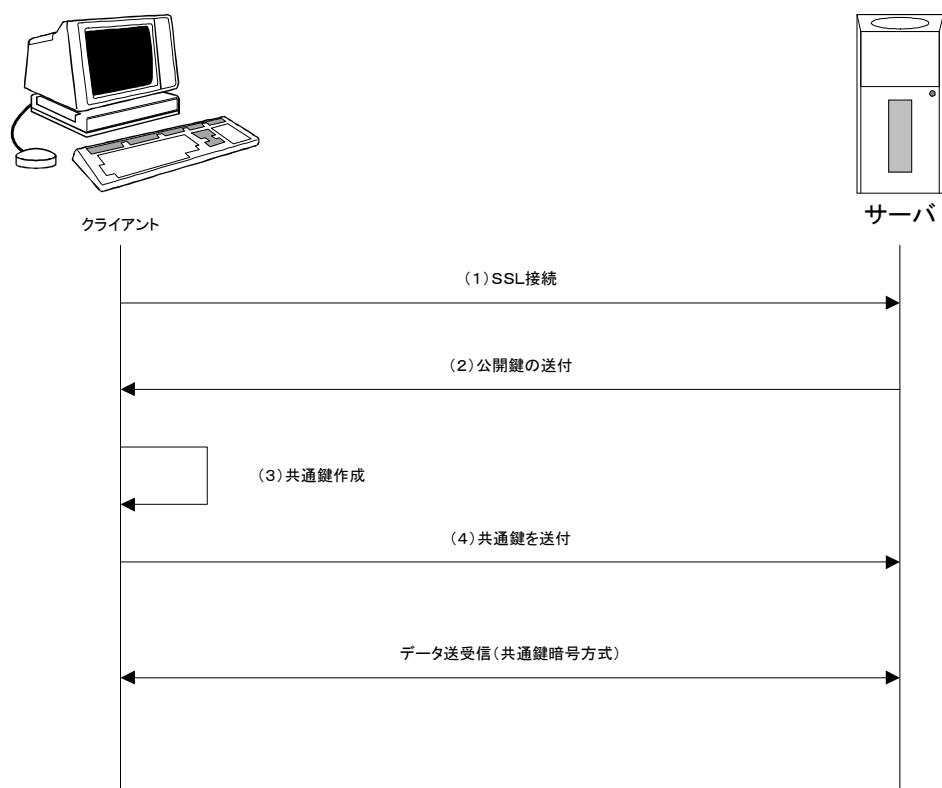 クライアント
サーバ
（１）ＳＳＬ接続
（２）公開鍵の送付
（３）共通鍵作成
（４）共通鍵を送付
データ送受信（共通鍵暗号方式）